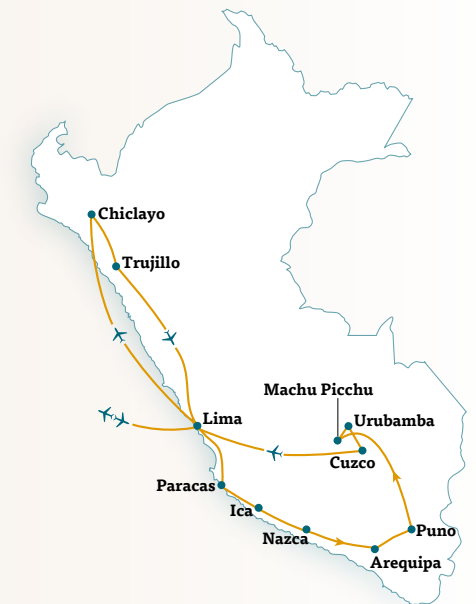 Chiclayo
Trujillo
Machu Picchu
Lima
Urubamba
Cuzco
Paracas
Ica
Nazca
Puno
Arequipa